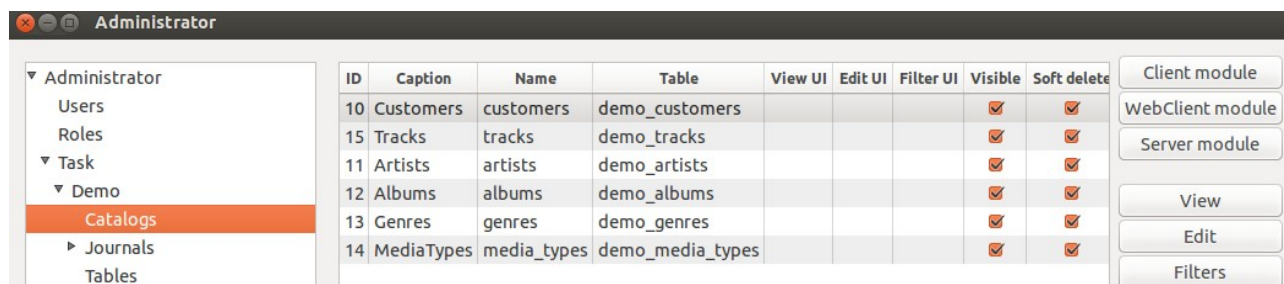 Administrator
Administrator
Users
Roles
Task
Demo
Catalogs
Journals
Tables
ID Caption Name Table View UI Edit UI Filter UI Visible Soft delete
10 Customers customers demo_customers
15 Tracks tracks demo_tracks
11 Artists artists demo_artists
12 Albums albums demo_albums
13 Genres genres demo_genres
14 MediaTypes media_types demo_media_types
Client module
WebClient module
Server module
View
Edit
Filters